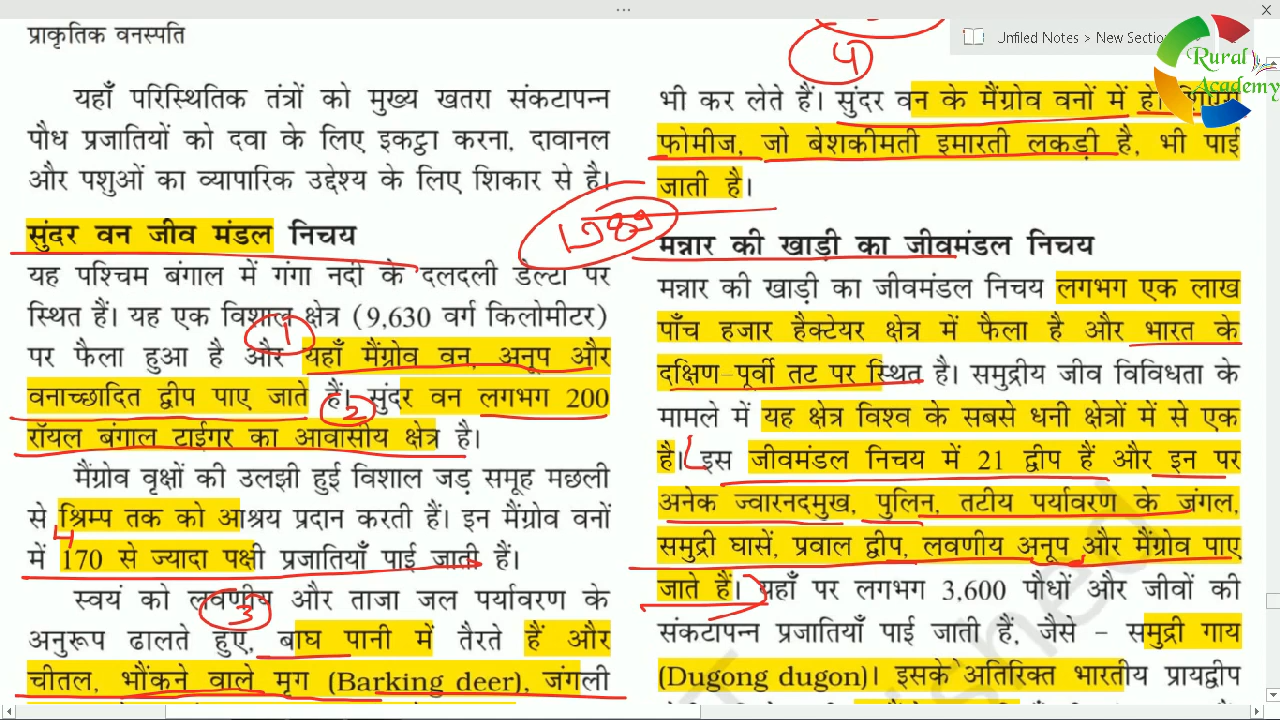 Unfiled Notes > New Section
Rural
Academy
प्राकृतिक वनस्पति
यहाँ परिस्थितिक तंत्रों को मुख्य खतरा संकटापन्न
पौध प्रजातियों को दवा के लिए इकट्ठा करना, दावानल
और पशुओं का व्यापारिक उद्देश्य के लिए शिकार से है।
सुंदर वन जीव मंडल निचय
यह पश्चिम बंगाल में गंगा नदी के दलदली डेल्टा पर
स्थित हैं। यह एक विशाल क्षेत्र (9,630 वर्ग किलोमीटर)
1
पर फैला हुआ है और यहाँ मैंग्रोव वन, अनूप और
वनाच्छादित द्वीप पाए जाते हैं। सुंदर वन लगभग 200
2
रॉयल बंगाल टाईगर का आवासीय क्षेत्र है।
मैंग्रोव वृक्षों की उलझी हुई विशाल जड़ समूह मछली
से श्रिम्प तक को आश्रय प्रदान करती हैं। इन मैंग्रोव वनों
4
में 170 से ज्यादा पक्षी प्रजातियाँ पाई जाती हैं।
स्वयं को लवणीय और ताजा जल पर्यावरण के
3
अनुरूप ढालते हुए, बाघ पानी में तैरते हैं और
चीतल, भौंकने वाले मृग (Barking deer), जंगली
4
भी कर लेते हैं। सुंदर वन के मैंग्रोव वनों में
फोमीज, जो बेशकीमती इमारती लकड़ी है, भी पाई
जाती है।
1989
मन्नार की खाड़ी का जीवमंडल निचय
मन्नार की खाड़ी का जीवमंडल निचय लगभग एक लाख
पाँच हजार हैक्टेयर क्षेत्र में फैला है और भारत के
दक्षिण-पूर्वी तट पर स्थित है। समुद्रीय जीव विविधता के
मामले में यह क्षेत्र विश्व के सबसे धनी क्षेत्रों में से एक
है। इस जीवमंडल निचय में 21 द्वीप हैं और इन पर
अनेक ज्वारनदमुख, पुलिन, तटीय पर्यावरण के जंगल,
समुद्री घासें, प्रवाल द्वीप, लवणीय अनूप और मैंग्रोव पाए
जाते हैं। यहाँ पर लगभग 3,600 पौधों और जीवों की
संकटापन्न प्रजातियाँ पाई जाती हैं, जैसे – समुद्री गाय
(Dugong dugon)। इसके अतिरिक्त भारतीय प्रायद्वीप